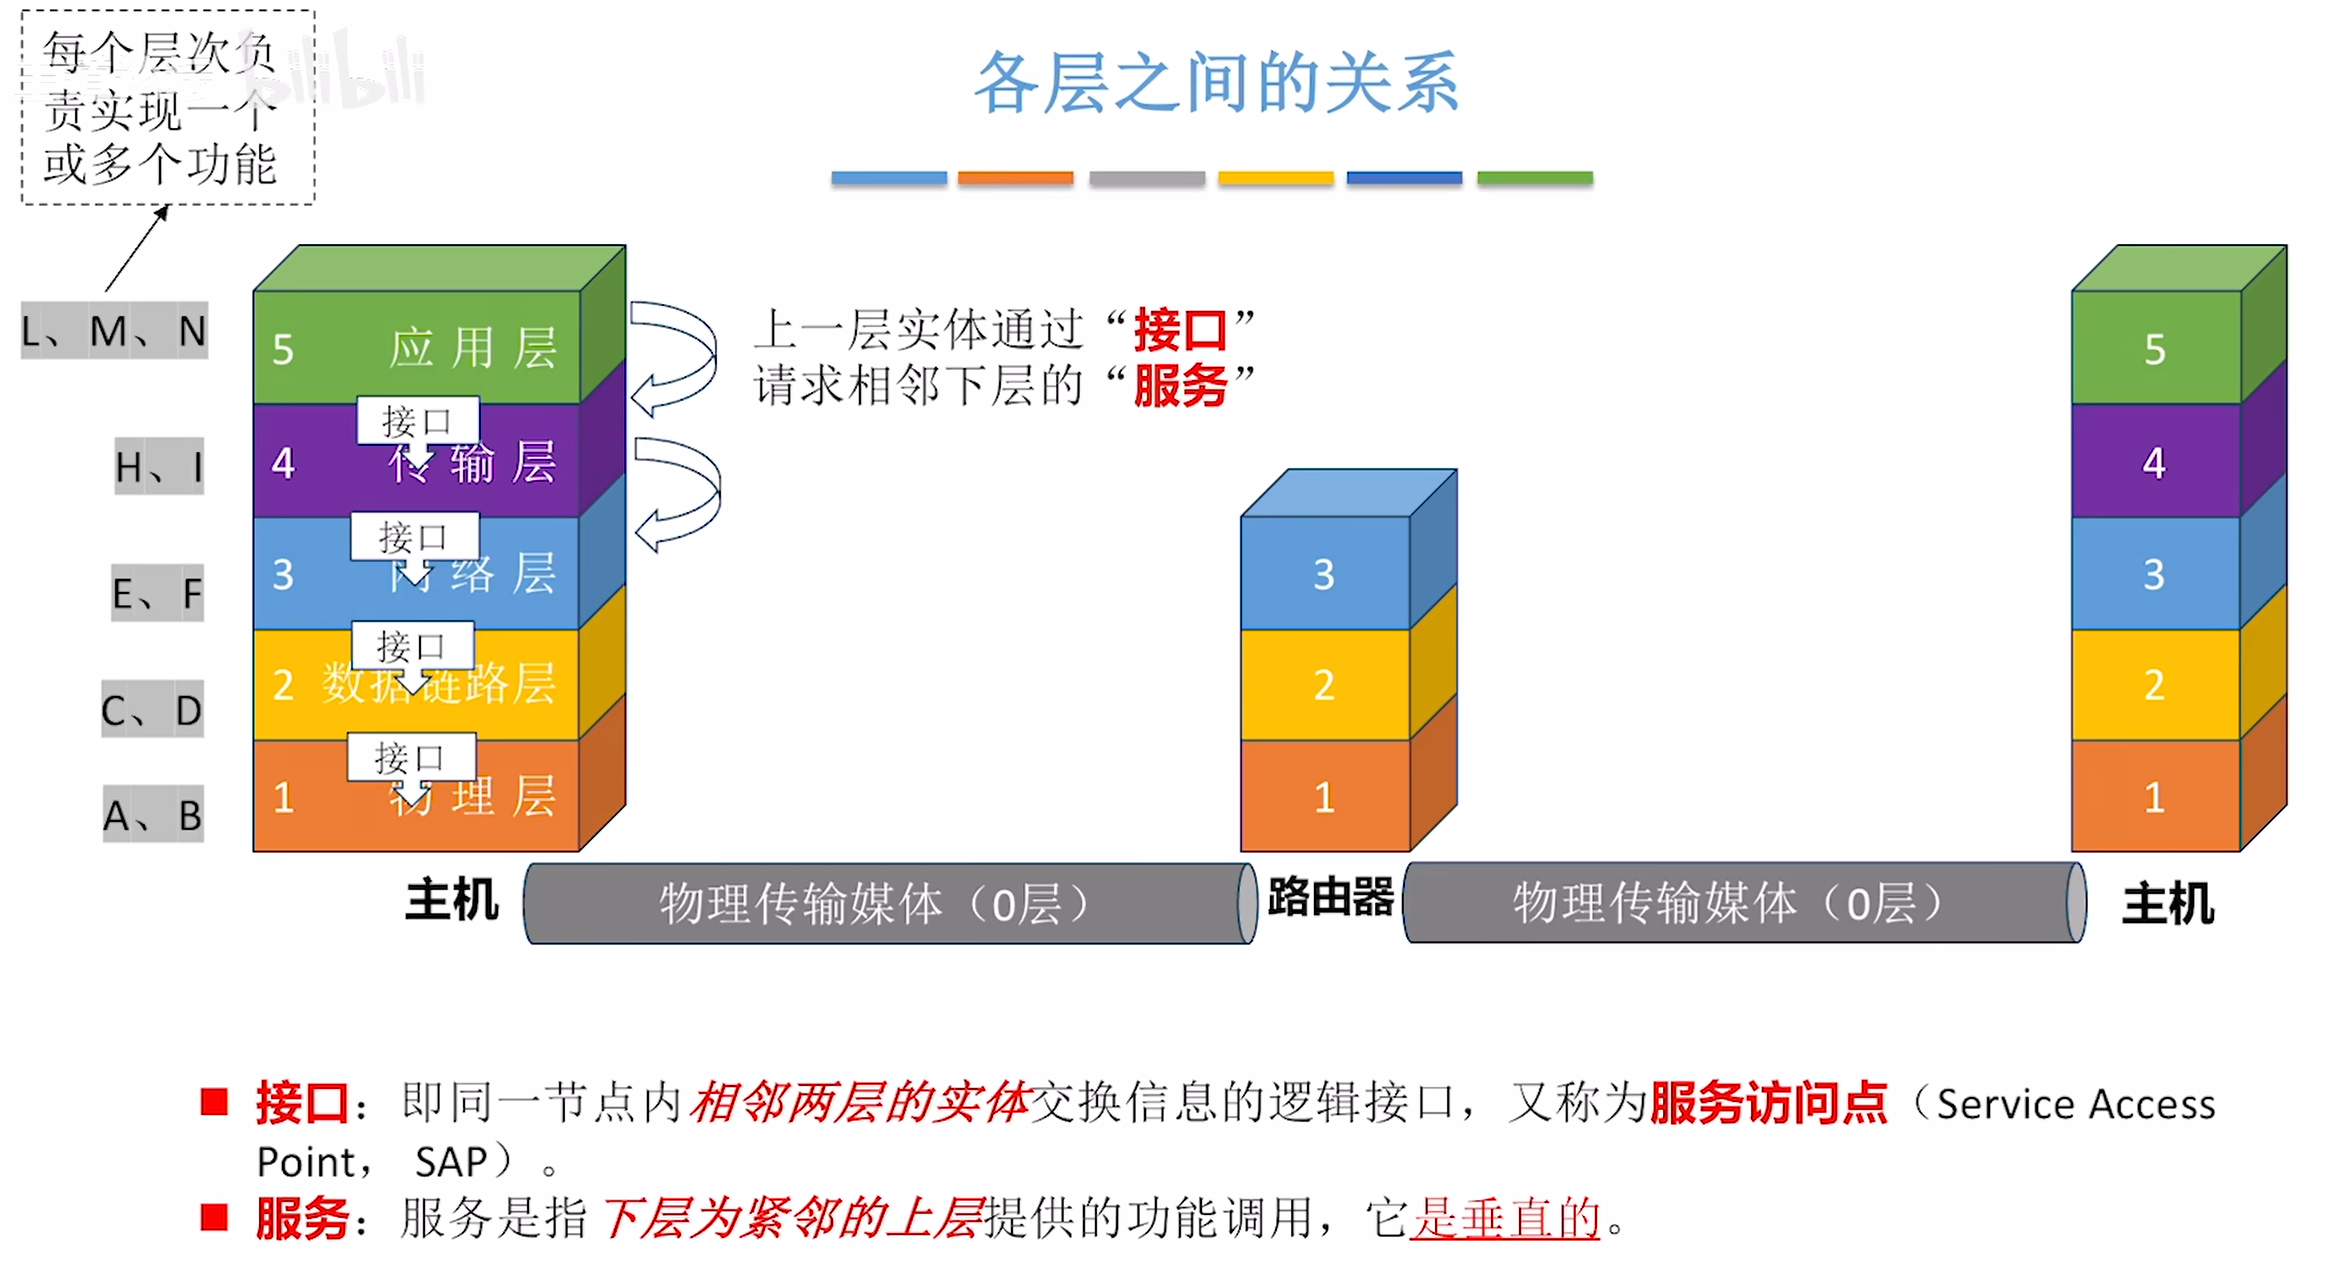 每个层次负
责实现一个
或多个功能
bilibili
各层之间的关系
L、M、N
H、I
E、F
C、D
A、B
5 应用层
接口
4 传输层
接口
3 网络层
接口
2 数据链路层
接口
1 物理层
上一层实体通过“接口”
请求相邻下层的“服务”
3
2
1
5
4
3
2
1
主机
物理传输媒体（0层）
路由器
物理传输媒体（0层）
主机
接口：即同一节点内相邻两层的实体交换信息的逻辑接口，又称为服务访问点（Service Access
Point， SAP）。
服务：服务是指下层为紧邻的上层提供的功能调用，它是垂直的。